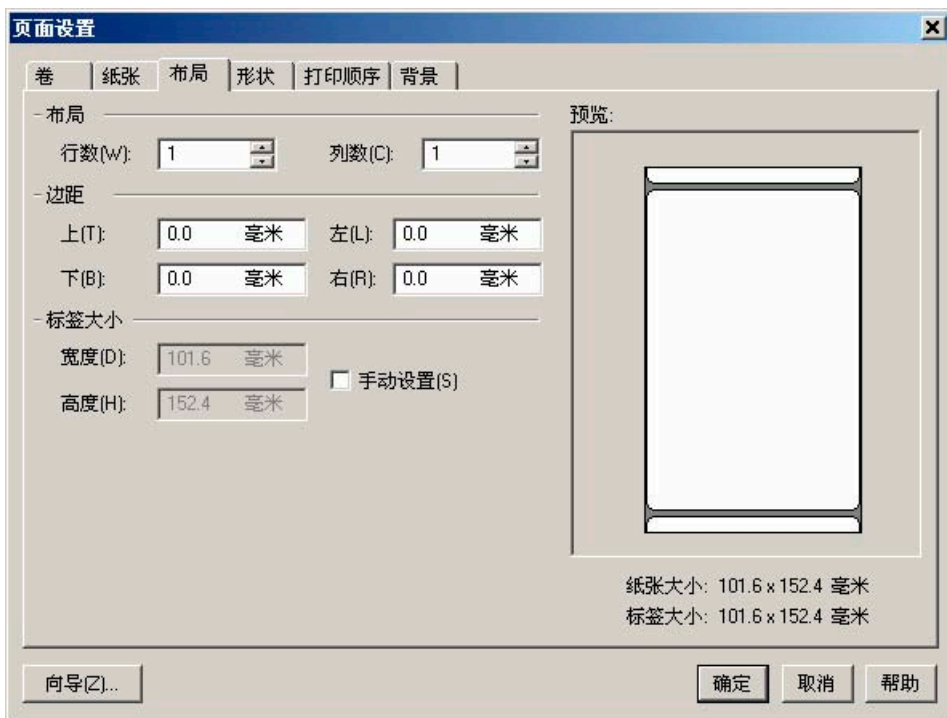 页面设置
卷 纸张 布局 形状 打印顺序 背景
布局
行数(W): 1 列数(C): 1
边距
上(T): 0.0 毫米 左(L): 0.0 毫米
下(B): 0.0 毫米 右(R): 0.0 毫米
标签大小
宽度(D): 101.6 毫米
手动设置(S)
高度(H): 152.4 毫米
预览:
纸张大小: 101.6 x 152.4 毫米
标签大小: 101.6 x 152.4 毫米
向导(Z)... 确定 取消 帮助